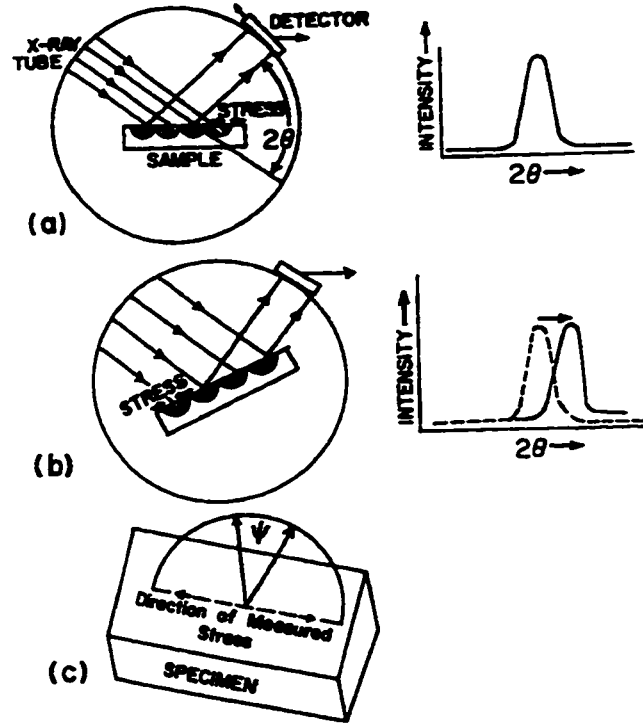 X-RAY
TUBE
DETECTOR
STRESS
2θ
SAMPLE
(a)
INTENSITY
2θ
STRESS
(b)
INTENSITY
2θ
ψ
Direction of Measured
Stress
SPECIMEN
(c)